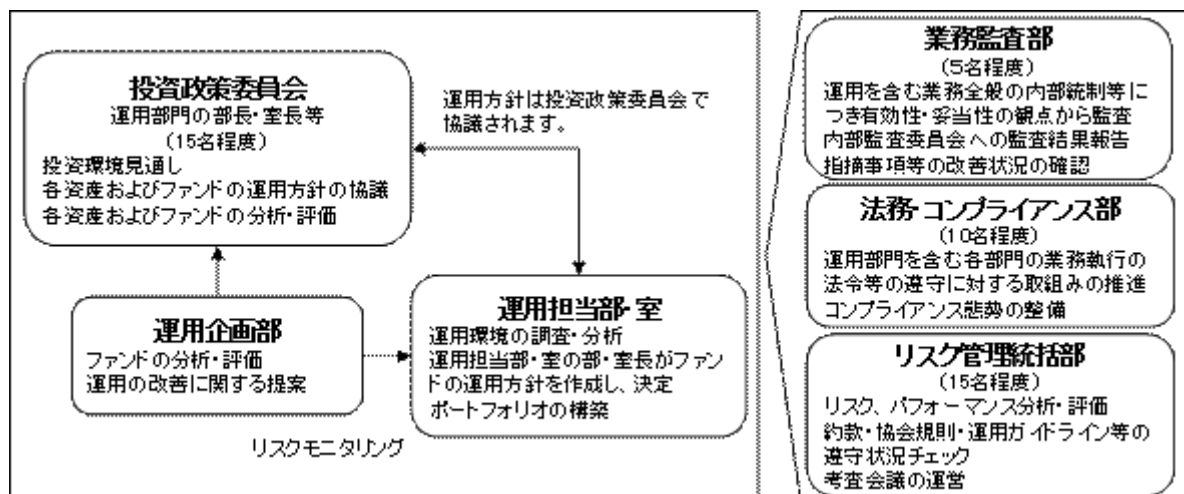 投資政策委員会
運用部門の部長・室長等
(15名程度)
投資環境見通し
各資産およびファンドの運用方針の協議
各資産およびファンドの分析・評価
運用方針は投資政策委員会で
協議されます。
運用企画部
ファンドの分析・評価
運用の改善に関する提案
運用担当部・室
運用環境の調査・分析
運用担当部・室の部・室長がファン
ドの運用方針を作成し、決定
ポートフォリオの構築
リスクモニタリング
業務監査部
(5名程度)
運用を含む業務全般の内部統制等に
つき有効性・妥当性の観点から監査
内部監査委員会への監査結果報告
指摘事項等の改善状況の確認
法務・コンプライアンス部
(10名程度)
運用部門を含む各部門の業務執行の
法令等の遵守に対する取組みの推進
コンプライアンス態勢の整備
リスク管理統括部
(15名程度)
リスク、パフォーマンス分析・評価
約款・協会規則・運用ガイドライン等の
遵守状況チェック
考査会議の運営